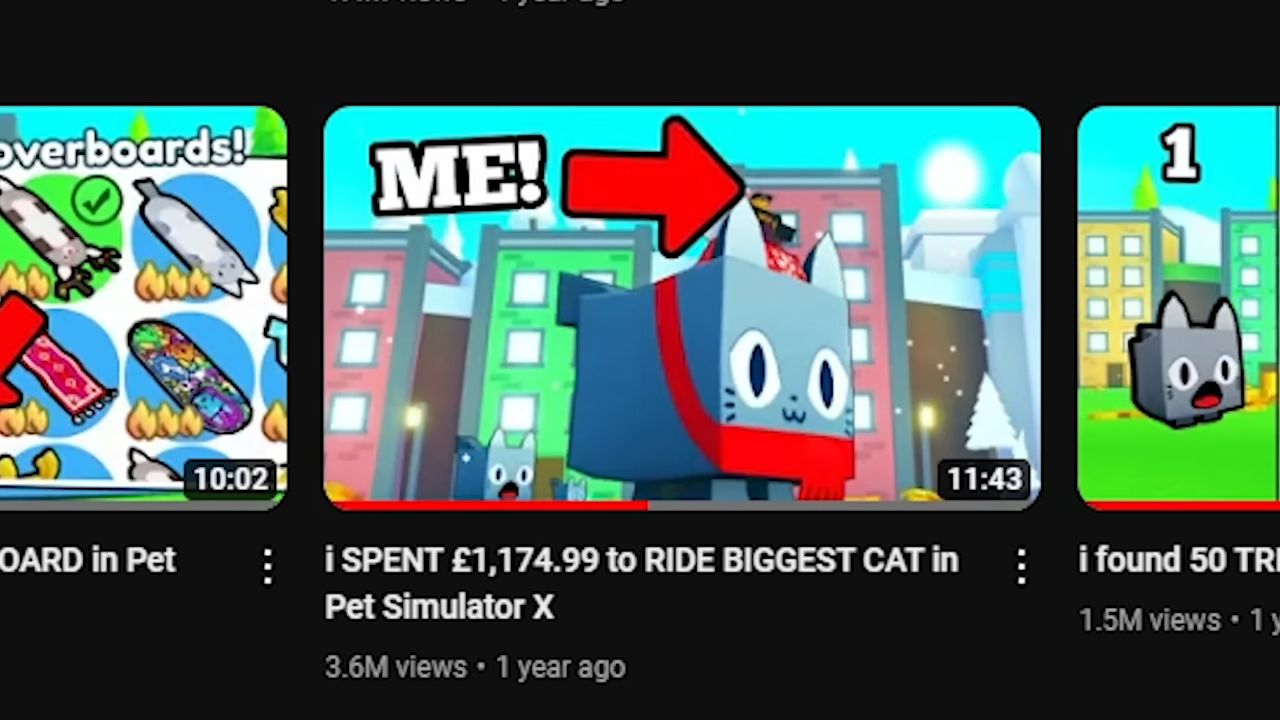 overboards!
10:02
OARD in Pet
ME!
11:43
i SPENT £1,174.99 to RIDE BIGGEST CAT in
Pet Simulator X
3.6M views • 1 year ago
1
i found 50 TR
1.5M views • 1 y